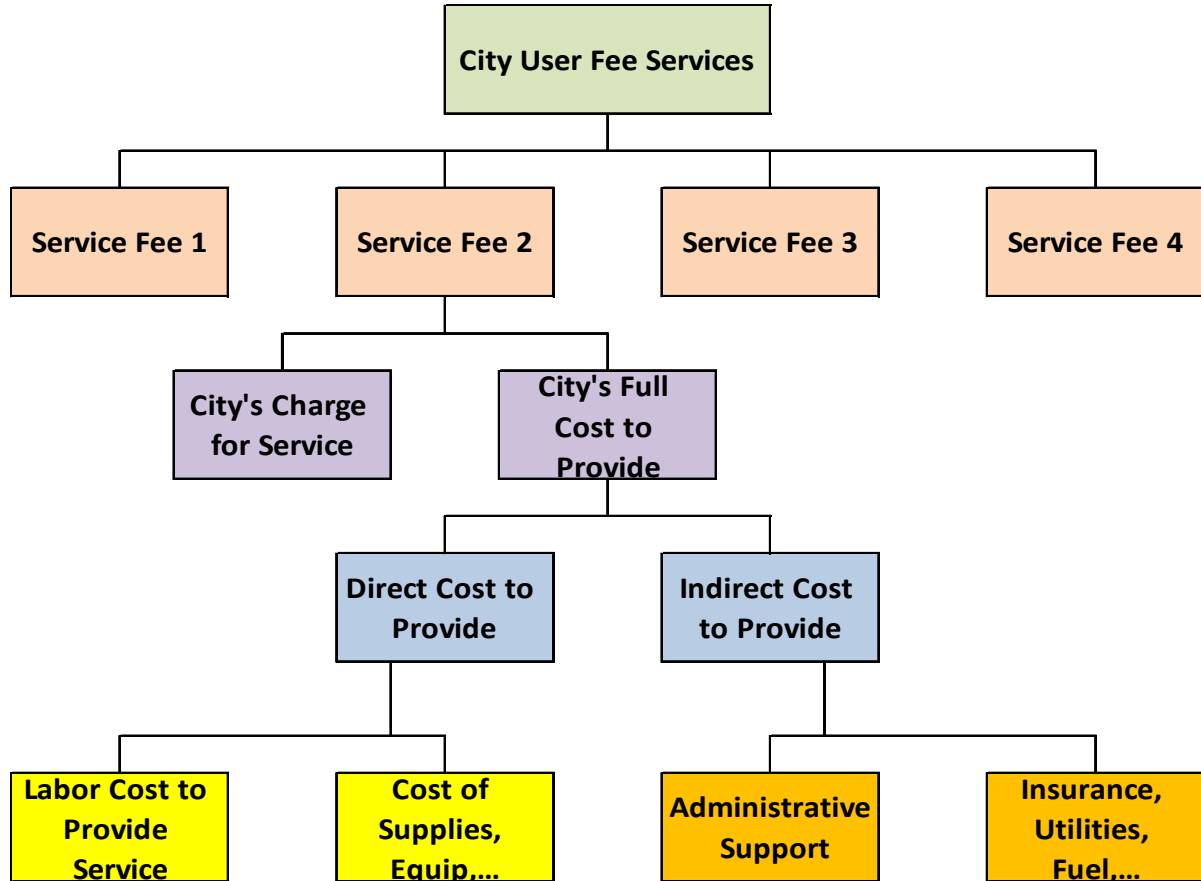 City User Fee Services
Service Fee 1
Service Fee 2
Service Fee 3
Service Fee 4
City's Charge
for Service
City's Full
Cost to
Provide
Direct Cost to
Provide
Indirect Cost
to Provide
Labor Cost to
Provide
Service
Cost of
Supplies,
Equip,...
Administrative
Support
Insurance,
Utilities,
Fuel,...